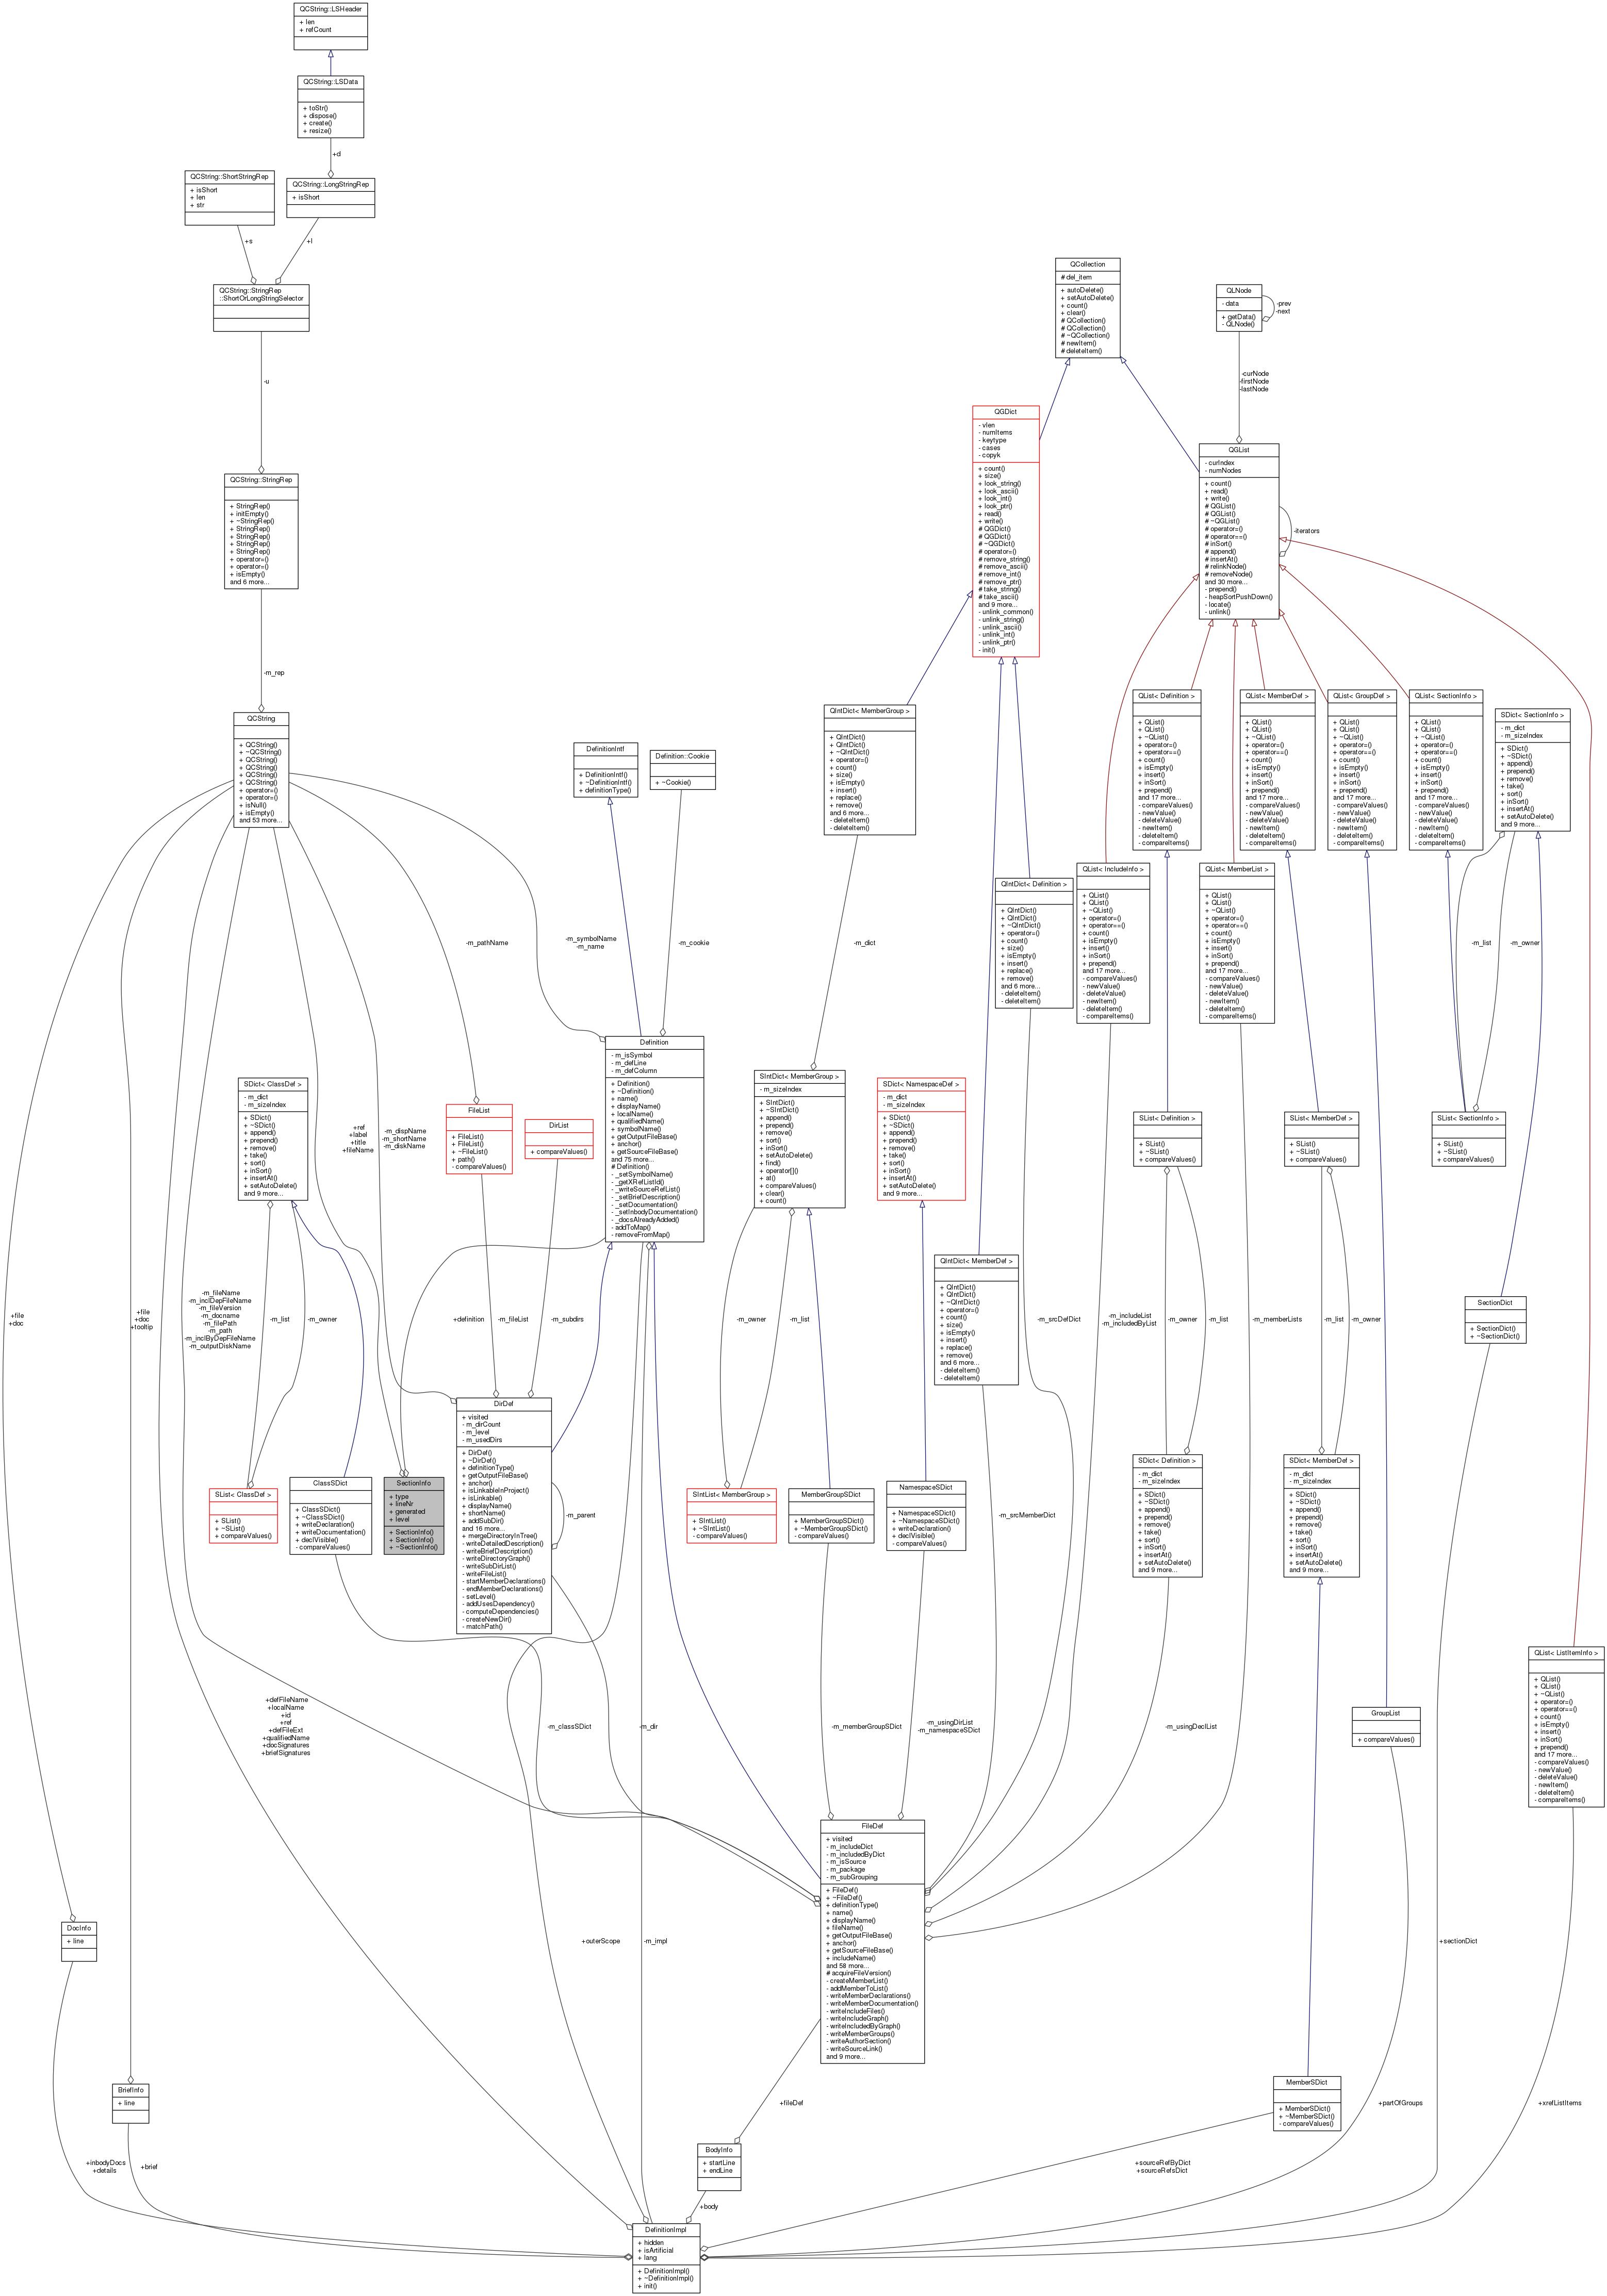 QCString::LSHeader
+ len
+ refCount
QCString::LSData
+ toStr()
+ dispose()
+ create()
+ resize()
+d
QCString::ShortStringRep
+ isShort
+ len
+ str
QCString::LongStringRep
+ isShort
+s
+l
QCString::StringRep
::ShortOrLongStringSelector
-u
QCString::StringRep
+ StringRep()
+ initEmpty()
+ ~StringRep()
+ StringRep()
+ StringRep()
+ StringRep()
+ StringRep()
+ operator=()
+ operator=()
+ isEmpty()
and 6 more...
-m_rep
QCString
+ QCString()
+ ~QCString()
+ QCString()
+ QCString()
+ QCString()
+ QCString()
+ operator=()
+ operator=()
+ isNull()
+ isEmpty()
and 53 more...
QCollection
# del_item
+ autoDelete()
+ setAutoDelete()
+ count()
+ clear()
# QCollection()
# QCollection()
# ~QCollection()
# newItem()
# deleteItem()
QLNode
- data
+ getData()
- QLNode()
-prev
-next
-curNode
-firstNode
-lastNode
QGDict
- vlen
- numItems
- keytype
- cases
- copyk
+ count()
+ size()
+ look_string()
+ look_ascii()
+ look_int()
+ look_ptr()
+ read()
+ write()
# QGDict()
# QGDict()
# ~QGDict()
# operator=()
# remove_string()
# remove_ascii()
# remove_int()
# remove_ptr()
# take_string()
# take_ascii()
and 9 more...
- unlink_common()
- unlink_string()
- unlink_ascii()
- unlink_int()
- unlink_ptr()
- init()
QGList
- curIndex
- numNodes
+ count()
+ read()
+ write()
# QGList()
# QGList()
# ~QGList()
# operator=()
# operator==()
# inSort()
# append()
# insertAt()
# relinkNode()
# removeNode()
and 30 more...
- prepend()
- heapSortPushDown()
- locate()
- unlink()
-iterators
QIntDict< MemberGroup >
+ QIntDict()
+ QIntDict()
+ ~QIntDict()
+ operator=()
+ count()
+ size()
+ isEmpty()
+ insert()
+ replace()
+ remove()
and 6 more...
- deleteItem()
- deleteItem()
QList< Definition >
+ QList()
+ QList()
+ ~QList()
+ operator=()
+ operator==()
+ count()
+ isEmpty()
+ insert()
+ inSort()
+ prepend()
and 17 more...
- compareValues()
- newValue()
- deleteValue()
- newItem()
- deleteItem()
- compareItems()
QList< MemberDef >
+ QList()
+ QList()
+ ~QList()
+ operator=()
+ operator==()
+ count()
+ isEmpty()
+ insert()
+ inSort()
+ prepend()
and 17 more...
- compareValues()
- newValue()
- deleteValue()
- newItem()
- deleteItem()
- compareItems()
QList< GroupDef >
+ QList()
+ QList()
+ ~QList()
+ operator=()
+ operator==()
+ count()
+ isEmpty()
+ insert()
+ inSort()
+ prepend()
and 17 more...
- compareValues()
- newValue()
- deleteValue()
- newItem()
- deleteItem()
- compareItems()
QList< SectionInfo >
+ QList()
+ QList()
+ ~QList()
+ operator=()
+ operator==()
+ count()
+ isEmpty()
+ insert()
+ inSort()
+ prepend()
and 17 more...
- compareValues()
- newValue()
- deleteValue()
- newItem()
- deleteItem()
- compareItems()
SDict< SectionInfo >
- m_dict
- m_sizeIndex
+ SDict()
+ ~SDict()
+ append()
+ prepend()
+ remove()
+ take()
+ sort()
+ inSort()
+ insertAt()
+ setAutoDelete()
and 9 more...
DefinitionIntf
+ DefinitionIntf()
+ ~DefinitionIntf()
+ definitionType()
Definition::Cookie
+ ~Cookie()
QIntDict< Definition >
+ QIntDict()
+ QIntDict()
+ ~QIntDict()
+ operator=()
+ count()
+ size()
+ isEmpty()
+ insert()
+ replace()
+ remove()
and 6 more...
- deleteItem()
- deleteItem()
QList< IncludeInfo >
+ QList()
+ QList()
+ ~QList()
+ operator=()
+ operator==()
+ count()
+ isEmpty()
+ insert()
+ inSort()
+ prepend()
and 17 more...
- compareValues()
- newValue()
- deleteValue()
- newItem()
- deleteItem()
- compareItems()
QList< MemberList >
+ QList()
+ QList()
+ ~QList()
+ operator=()
+ operator==()
+ count()
+ isEmpty()
+ insert()
+ inSort()
+ prepend()
and 17 more...
- compareValues()
- newValue()
- deleteValue()
- newItem()
- deleteItem()
- compareItems()
-m_pathName
-m_symbolName
-m_name
-m_cookie
-m_dict
-m_list
-m_owner
Definition
- m_isSymbol
- m_defLine
- m_defColumn
+ Definition()
+ ~Definition()
+ name()
+ displayName()
+ localName()
+ qualifiedName()
+ symbolName()
+ getOutputFileBase()
+ anchor()
+ getSourceFileBase()
and 75 more...
# Definition()
- _setSymbolName()
- _getXRefListId()
- _writeSourceRefList()
- _setBriefDescription()
- _setDocumentation()
- _setInbodyDocumentation()
- _docsAlreadyAdded()
- addToMap()
- removeFromMap()
SDict< ClassDef >
- m_dict
- m_sizeIndex
+ SDict()
+ ~SDict()
+ append()
+ prepend()
+ remove()
+ take()
+ sort()
+ inSort()
+ insertAt()
+ setAutoDelete()
and 9 more...
+ref
+label
+title
+fileName
-m_dispName
-m_shortName
-m_diskName
FileList
+ FileList()
+ FileList()
+ ~FileList()
+ path()
- compareValues()
DirList
+ compareValues()
SIntDict< MemberGroup >
- m_sizeIndex
+ SIntDict()
+ ~SIntDict()
+ append()
+ prepend()
+ remove()
+ sort()
+ inSort()
+ setAutoDelete()
+ find()
+ operator[]()
+ at()
+ compareValues()
+ clear()
+ count()
SDict< NamespaceDef >
- m_dict
- m_sizeIndex
+ SDict()
+ ~SDict()
+ append()
+ prepend()
+ remove()
+ take()
+ sort()
+ inSort()
+ insertAt()
+ setAutoDelete()
and 9 more...
SList< Definition >
+ SList()
+ ~SList()
+ compareValues()
SList< MemberDef >
+ SList()
+ ~SList()
+ compareValues()
SList< SectionInfo >
+ SList()
+ ~SList()
+ compareValues()
QIntDict< MemberDef >
+ QIntDict()
+ QIntDict()
+ ~QIntDict()
+ operator=()
+ count()
+ size()
+ isEmpty()
+ insert()
+ replace()
+ remove()
and 6 more...
- deleteItem()
- deleteItem()
SectionDict
+ SectionDict()
+ ~SectionDict()
+file
+doc
+file
+doc
+tooltip
-m_fileName
-m_inclDepFileName
-m_fileVersion
-m_docname
-m_filePath
-m_path
-m_inclByDepFileName
-m_outputDiskName
-m_list
-m_owner
+definition
-m_fileList
-m_subdirs
-m_owner
-m_list
-m_srcDefDict
-m_includeList
-m_includedByList
-m_owner
-m_list
-m_memberLists
-m_list
-m_owner
DirDef
+ visited
- m_dirCount
- m_level
- m_usedDirs
+ DirDef()
+ ~DirDef()
+ definitionType()
+ getOutputFileBase()
+ anchor()
+ isLinkableInProject()
+ isLinkable()
+ displayName()
+ shortName()
+ addSubDir()
and 16 more...
+ mergeDirectoryInTree()
- writeDetailedDescription()
- writeBriefDescription()
- writeDirectoryGraph()
- writeSubDirList()
- writeFileList()
- startMemberDeclarations()
- endMemberDeclarations()
- setLevel()
- addUsesDependency()
- computeDependencies()
- createNewDir()
- matchPath()
-m_parent
SList< ClassDef >
+ SList()
+ ~SList()
+ compareValues()
ClassSDict
+ ClassSDict()
+ ~ClassSDict()
+ writeDeclaration()
+ writeDocumentation()
+ declVisible()
- compareValues()
SectionInfo
+ type
+ lineNr
+ generated
+ level
+ SectionInfo()
+ SectionInfo()
+ ~SectionInfo()
SIntList< MemberGroup >
+ SIntList()
+ ~SIntList()
- compareValues()
MemberGroupSDict
+ MemberGroupSDict()
+ ~MemberGroupSDict()
- compareValues()
NamespaceSDict
+ NamespaceSDict()
+ ~NamespaceSDict()
+ writeDeclaration()
+ declVisible()
- compareValues()
-m_srcMemberDict
SDict< Definition >
- m_dict
- m_sizeIndex
+ SDict()
+ ~SDict()
+ append()
+ prepend()
+ remove()
+ take()
+ sort()
+ inSort()
+ insertAt()
+ setAutoDelete()
and 9 more...
SDict< MemberDef >
- m_dict
- m_sizeIndex
+ SDict()
+ ~SDict()
+ append()
+ prepend()
+ remove()
+ take()
+ sort()
+ inSort()
+ insertAt()
+ setAutoDelete()
and 9 more...
QList< ListItemInfo >
+ QList()
+ QList()
+ ~QList()
+ operator=()
+ operator==()
+ count()
+ isEmpty()
+ insert()
+ inSort()
+ prepend()
and 17 more...
- compareValues()
- newValue()
- deleteValue()
- newItem()
- deleteItem()
- compareItems()
GroupList
+ compareValues()
+defFileName
+localName
+id
+ref
+defFileExt
+qualifiedName
+docSignatures
+briefSignatures
-m_classSDict
-m_dir
-m_memberGroupSDict
-m_usingDirList
-m_namespaceSDict
-m_usingDeclList
FileDef
+ visited
- m_includeDict
- m_includedByDict
- m_isSource
- m_package
- m_subGrouping
+ FileDef()
+ ~FileDef()
+ definitionType()
+ name()
+ displayName()
+ fileName()
+ getOutputFileBase()
+ anchor()
+ getSourceFileBase()
+ includeName()
and 58 more...
# acquireFileVersion()
- createMemberList()
- addMemberToList()
- writeMemberDeclarations()
- writeMemberDocumentation()
- writeIncludeFiles()
- writeIncludeGraph()
- writeIncludedByGraph()
- writeMemberGroups()
- writeAuthorSection()
- writeSourceLink()
and 9 more...
DocInfo
+ line
+outerScope
-m_impl
+sectionDict
BriefInfo
+ line
+fileDef
MemberSDict
+ MemberSDict()
+ ~MemberSDict()
- compareValues()
+partOfGroups
+xrefListItems
BodyInfo
+ startLine
+ endLine
+inbodyDocs
+details
+brief
+sourceRefByDict
+sourceRefsDict
+body
DefinitionImpl
+ hidden
+ isArtificial
+ lang
+ DefinitionImpl()
+ ~DefinitionImpl()
+ init()